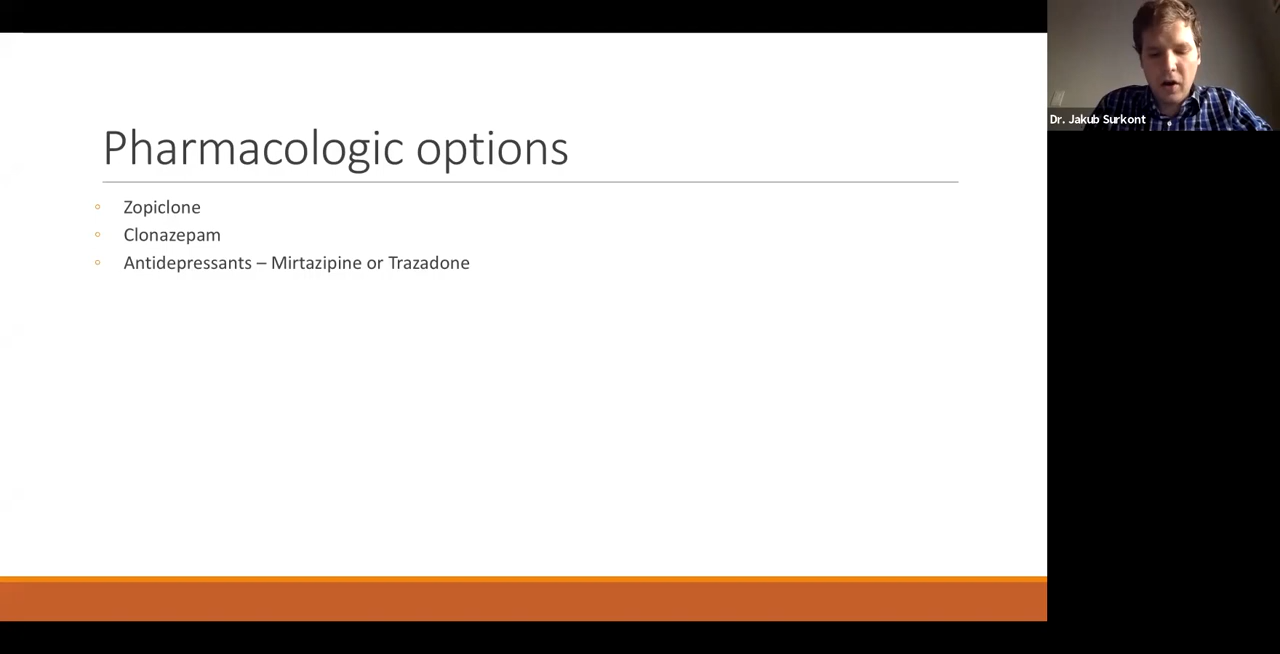 Pharmacologic options
◦ Zopiclone
◦ Clonazepam
◦ Antidepressants – Mirtazipine or Trazadone
Dr. Jakub Surkont